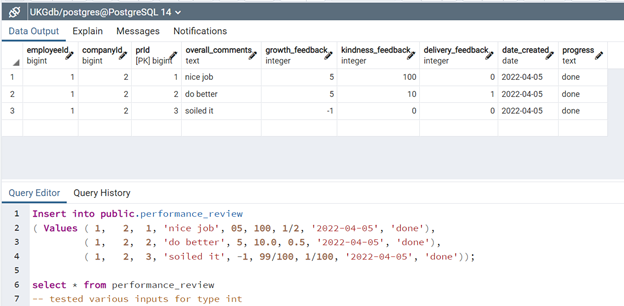 UKGdb/postgres@PostgreSQL 14
Data Output Explain Messages Notifications
employeeId companyId prId overall_comments growth_feedback kindness_feedback delivery_feedback date_created progress
bigint bigint [PK] bigint text integer integer integer date text
1 1 2 1 nice job 5 100 0 2022-04-05 done
2 1 2 2 do better 5 10 1 2022-04-05 done
3 1 2 3 soiled it -1 0 0 2022-04-05 done
Query Editor Query History
1 Insert into public.performance_review
2 ( Values ( 1, 2, 1, 'nice job', 05, 100, 1/2, '2022-04-05', 'done'),
3 ( 1, 2, 2, 'do better', 5, 10.0, 0.5, '2022-04-05', 'done'),
4 ( 1, 2, 3, 'soiled it', -1, 99/100, 1/100, '2022-04-05', 'done'));
5
6 select * from performance_review
7 -- tested various inputs for type int